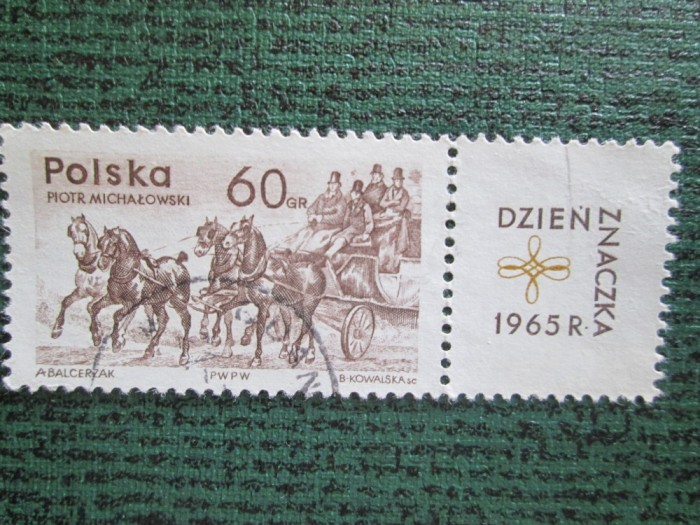 Polska
PIOTR MICHAŁOWSKI
60 GR
A. BALCERZAK
PWPW
B. KOWALSKA sc.
DZIEŃ
ZNACZKA
1965 R.